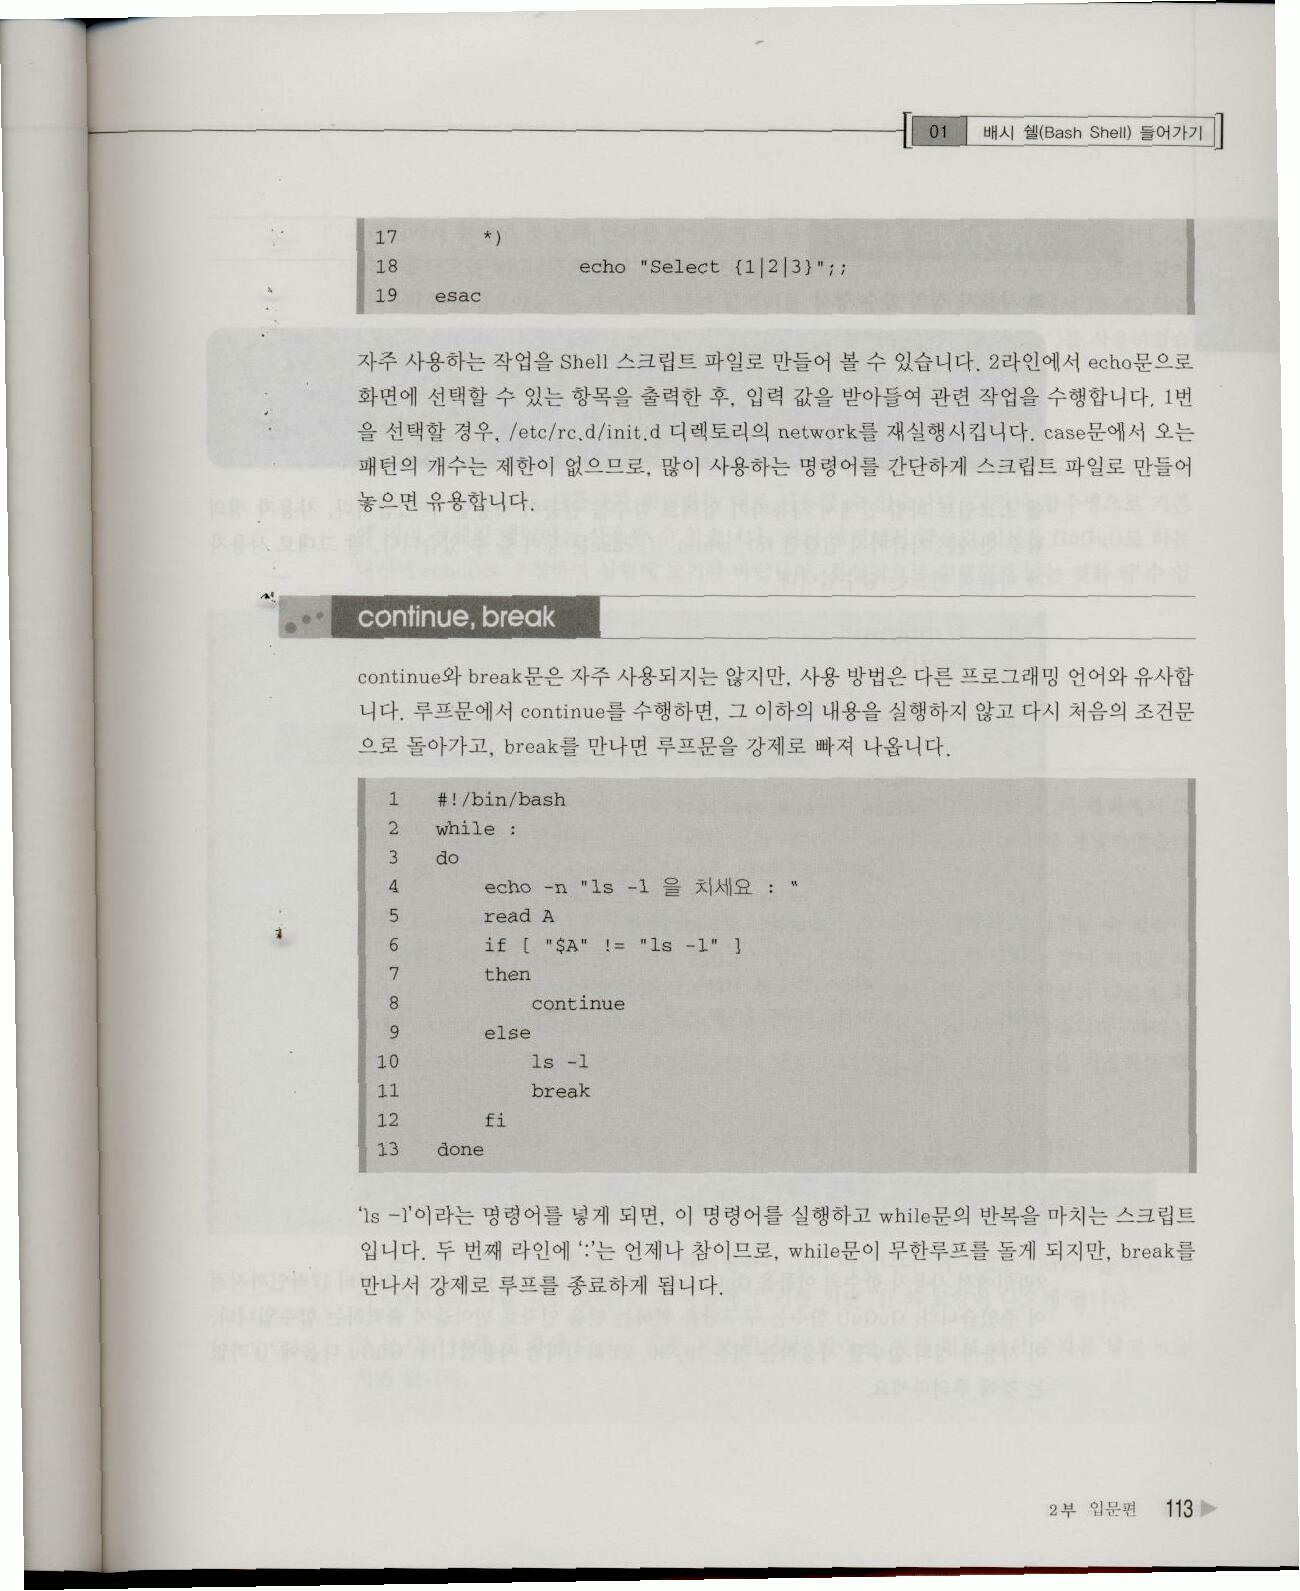 01 배시 쉘(Bash Shell) 들어가기
17 *)
18 echo "Select {1|2|3}";;
19 esac
자주 사용하는 작업을 Shell 스크립트 파일로 만들어 볼 수 있습니다. 2라인에서 echo문으로
화면에 선택할 수 있는 항목을 출력한 후, 입력 값을 받아들여 관련 작업을 수행합니다. 1번
을 선택할 경우, /etc/rc.d/init.d 디렉토리의 network를 재실행시킵니다. case문에서 오는
패턴의 개수는 제한이 없으므로, 많이 사용하는 명령어를 간단하게 스크립트 파일로 만들어
놓으면 유용합니다.
continue, break
continue와 break문은 자주 사용되지는 않지만, 사용 방법은 다른 프로그래밍 언어와 유사합
니다. 루프문에서 continue를 수행하면, 그 이하의 내용을 실행하지 않고 다시 처음의 조건문
으로 돌아가고, break를 만나면 루프문을 강제로 빠져 나옵니다.
1 #!/bin/bash
2 while :
3 do
4 echo -n "ls -l 을 치세요 : "
5 read A
6 if [ "$A" != "ls -l" ]
7 then
8 continue
9 else
10 ls -l
11 break
12 fi
13 done
'ls -l'이라는 명령어를 넣게 되면, 이 명령어를 실행하고 while문의 반복을 마치는 스크립트
입니다. 두 번째 라인에 ':'는 언제나 참이므로, while문이 무한루프를 돌게 되지만, break를
만나서 강제로 루프를 종료하게 됩니다.
2부 입문편 113